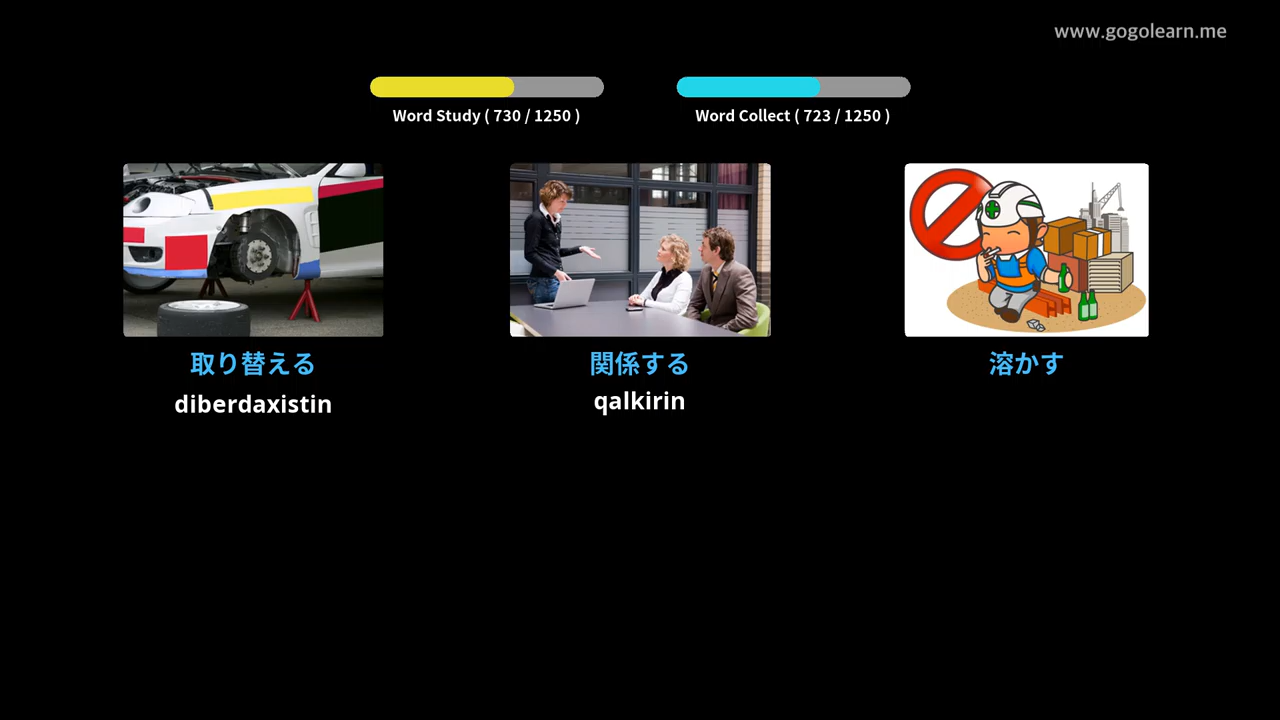 www.gogolearn.me
Word Study ( 730 / 1250 )
Word Collect ( 723 / 1250 )
取り替える
関係する
溶かす
diberdaxistin
qalkirin